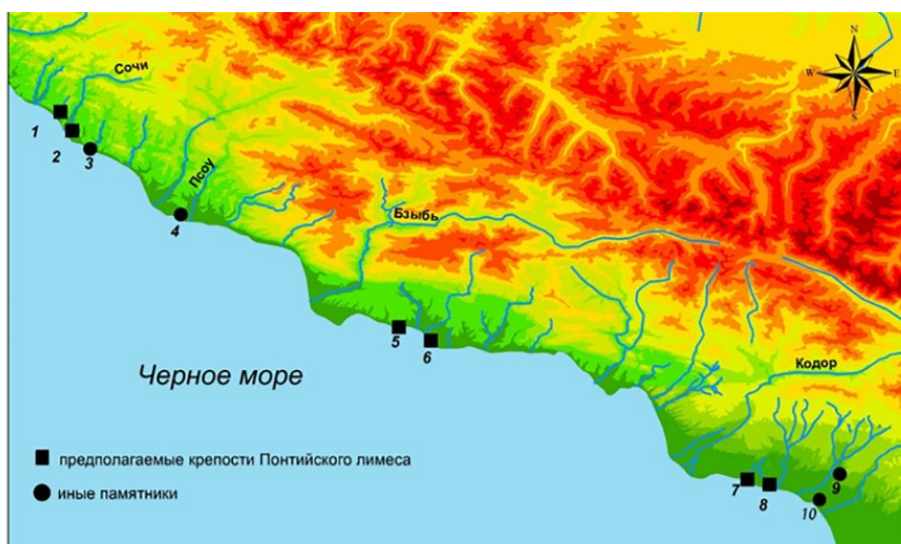 N
W
E
S
Сочи
1
2
3
Псоу
4
Бзыбь
5
6
Черное море
Кодор
7
8
9
10
предполагаемые крепости Понтийского лимеса
иные памятники